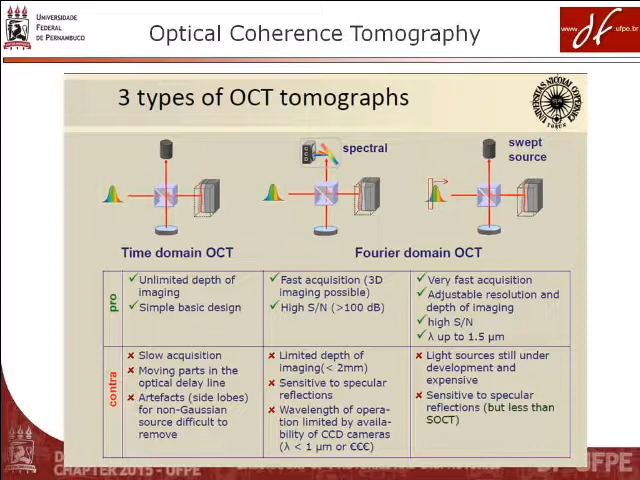 UNIVERSIDADE
FEDERAL
DE PERNAMBUCO
Optical Coherence Tomography
www.df.ufpe.br
3 types of OCT tomographs
spectral
swept
source
Time domain OCT
Fourier domain OCT
pro
Unlimited depth of
imaging
Simple basic design
Fast acquisition (3D
imaging possible)
High S/N (>100 dB)
Very fast acquisition
Adjustable resolution and
depth of imaging
high S/N
λ up to 1.5 µm
contra
Slow acquisition
Moving parts in the
optical delay line
Artefacts (side lobes)
for non-Gaussian
source difficult to
remove
Limited depth of
imaging(< 2mm)
Sensitive to specular
reflections
Wavelength of opera-
tion limited by availa-
bility of CCD cameras
(λ < 1 µm or €€€)
Light sources still under
development and
expensive
Sensitive to specular
reflections (but less than
SOCT)
CHAPTER 2015 - UFPE
DF-UFPE